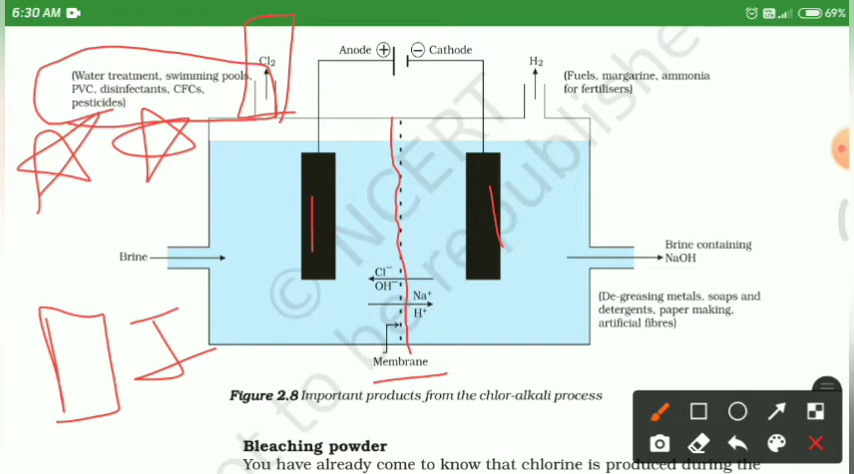 6:30 AM
69%
Anode + − Cathode
Cl₂
H₂
(Water treatment, swimming pools,
PVC, disinfectants, CFCs,
pesticides)
(Fuels, margarine, ammonia
for fertilisers)
Brine
Brine containing
NaOH
Cl⁻
OH⁻
Na⁺
H⁺
(De-greasing metals, soaps and
detergents, paper making,
artificial fibres)
Membrane
Figure 2.8 Important products from the chlor-alkali process
Bleaching powder
You have already come to know that chlorine is produced during the
© NCERT
not to be republished